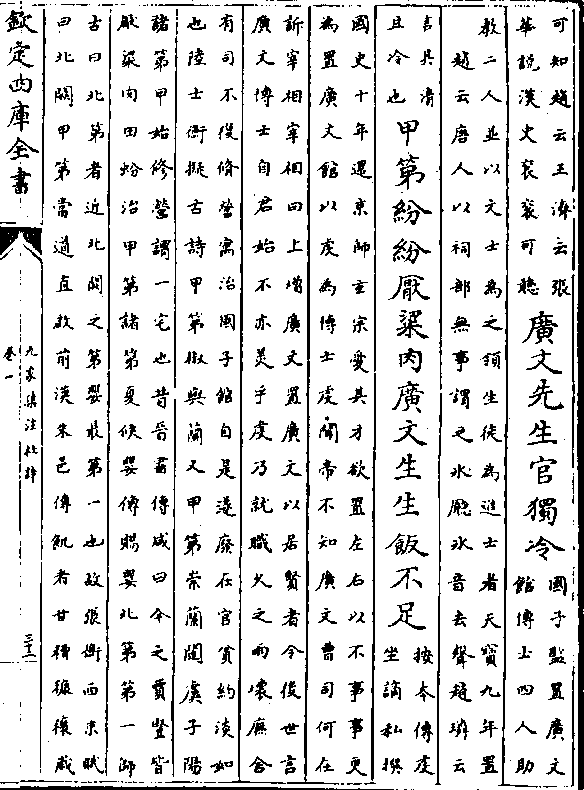 可知趙云王濟云張
華說漢史袞袞可聽
廣文先生官獨冷
國子監置廣文
館博士四人助
教二人並以文士為之領生徒為進士者天寶九年置
趙云唐人以祠部無事謂之氷廳氷音去聲趙璘云
言其清
且冷也
甲第紛紛厭粱肉廣文生生飯不足
按本傳虔
坐謫私撰
國史十年還京師玄宗愛其才欲置左右以不事事更
為置廣文館以虔為博士虔聞帝不知廣文曹司何在
訴宰相宰相曰上增廣文置廣文以居賢者令後世言
廣文博士自君始不亦美乎虔乃就職久之雨壞廡舍
有司不復修營寓治國子館自是遂廢在官貧約淡如
也陸士衡擬古詩甲第椒與蘭又甲第崇蘭闥虞子陽
諸第甲始修營謂一宅也昔晉書傳咸曰今之賈豎皆
厭粱肉田蚡治甲第諸第夏侯嬰傳賜嬰北第第一師
古曰北第者近北闕之第嬰最第一也故張衡西京賦
曰北闕甲第當道直啟前漢朱邑傳飢者甘糟糠穰歲
欽定四庫全書
九家集注杜詩
卷一
三十二